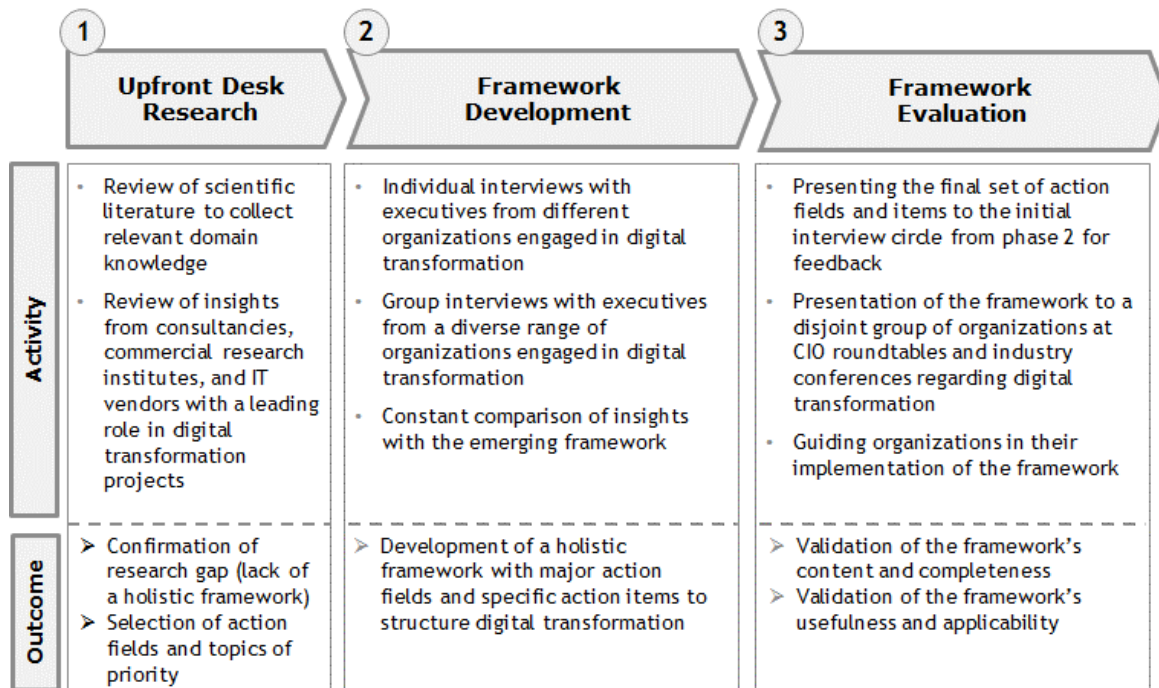 1
Upfront Desk
Research
2
Framework
Development
3
Framework
Evaluation
Activity
• Review of scientific
literature to collect
relevant domain
knowledge
• Review of insights
from consultancies,
commercial research
institutes, and IT
vendors with a leading
role in digital
transformation
projects
• Individual interviews with
executives from different
organizations engaged in digital
transformation
• Group interviews with executives
from a diverse range of
organizations engaged in digital
transformation
• Constant comparison of insights
with the emerging framework
• Presenting the final set of action
fields and items to the initial
interview circle from phase 2 for
feedback
• Presentation of the framework to a
disjoint group of organizations at
CIO roundtables and industry
conferences regarding digital
transformation
• Guiding organizations in their
implementation of the framework
Outcome
➢ Confirmation of
research gap (lack of
a holistic framework)
➢ Selection of action
fields and topics of
priority
➢ Development of a holistic
framework with major action
fields and specific action items to
structure digital transformation
➢ Validation of the framework's
content and completeness
➢ Validation of the framework's
usefulness and applicability